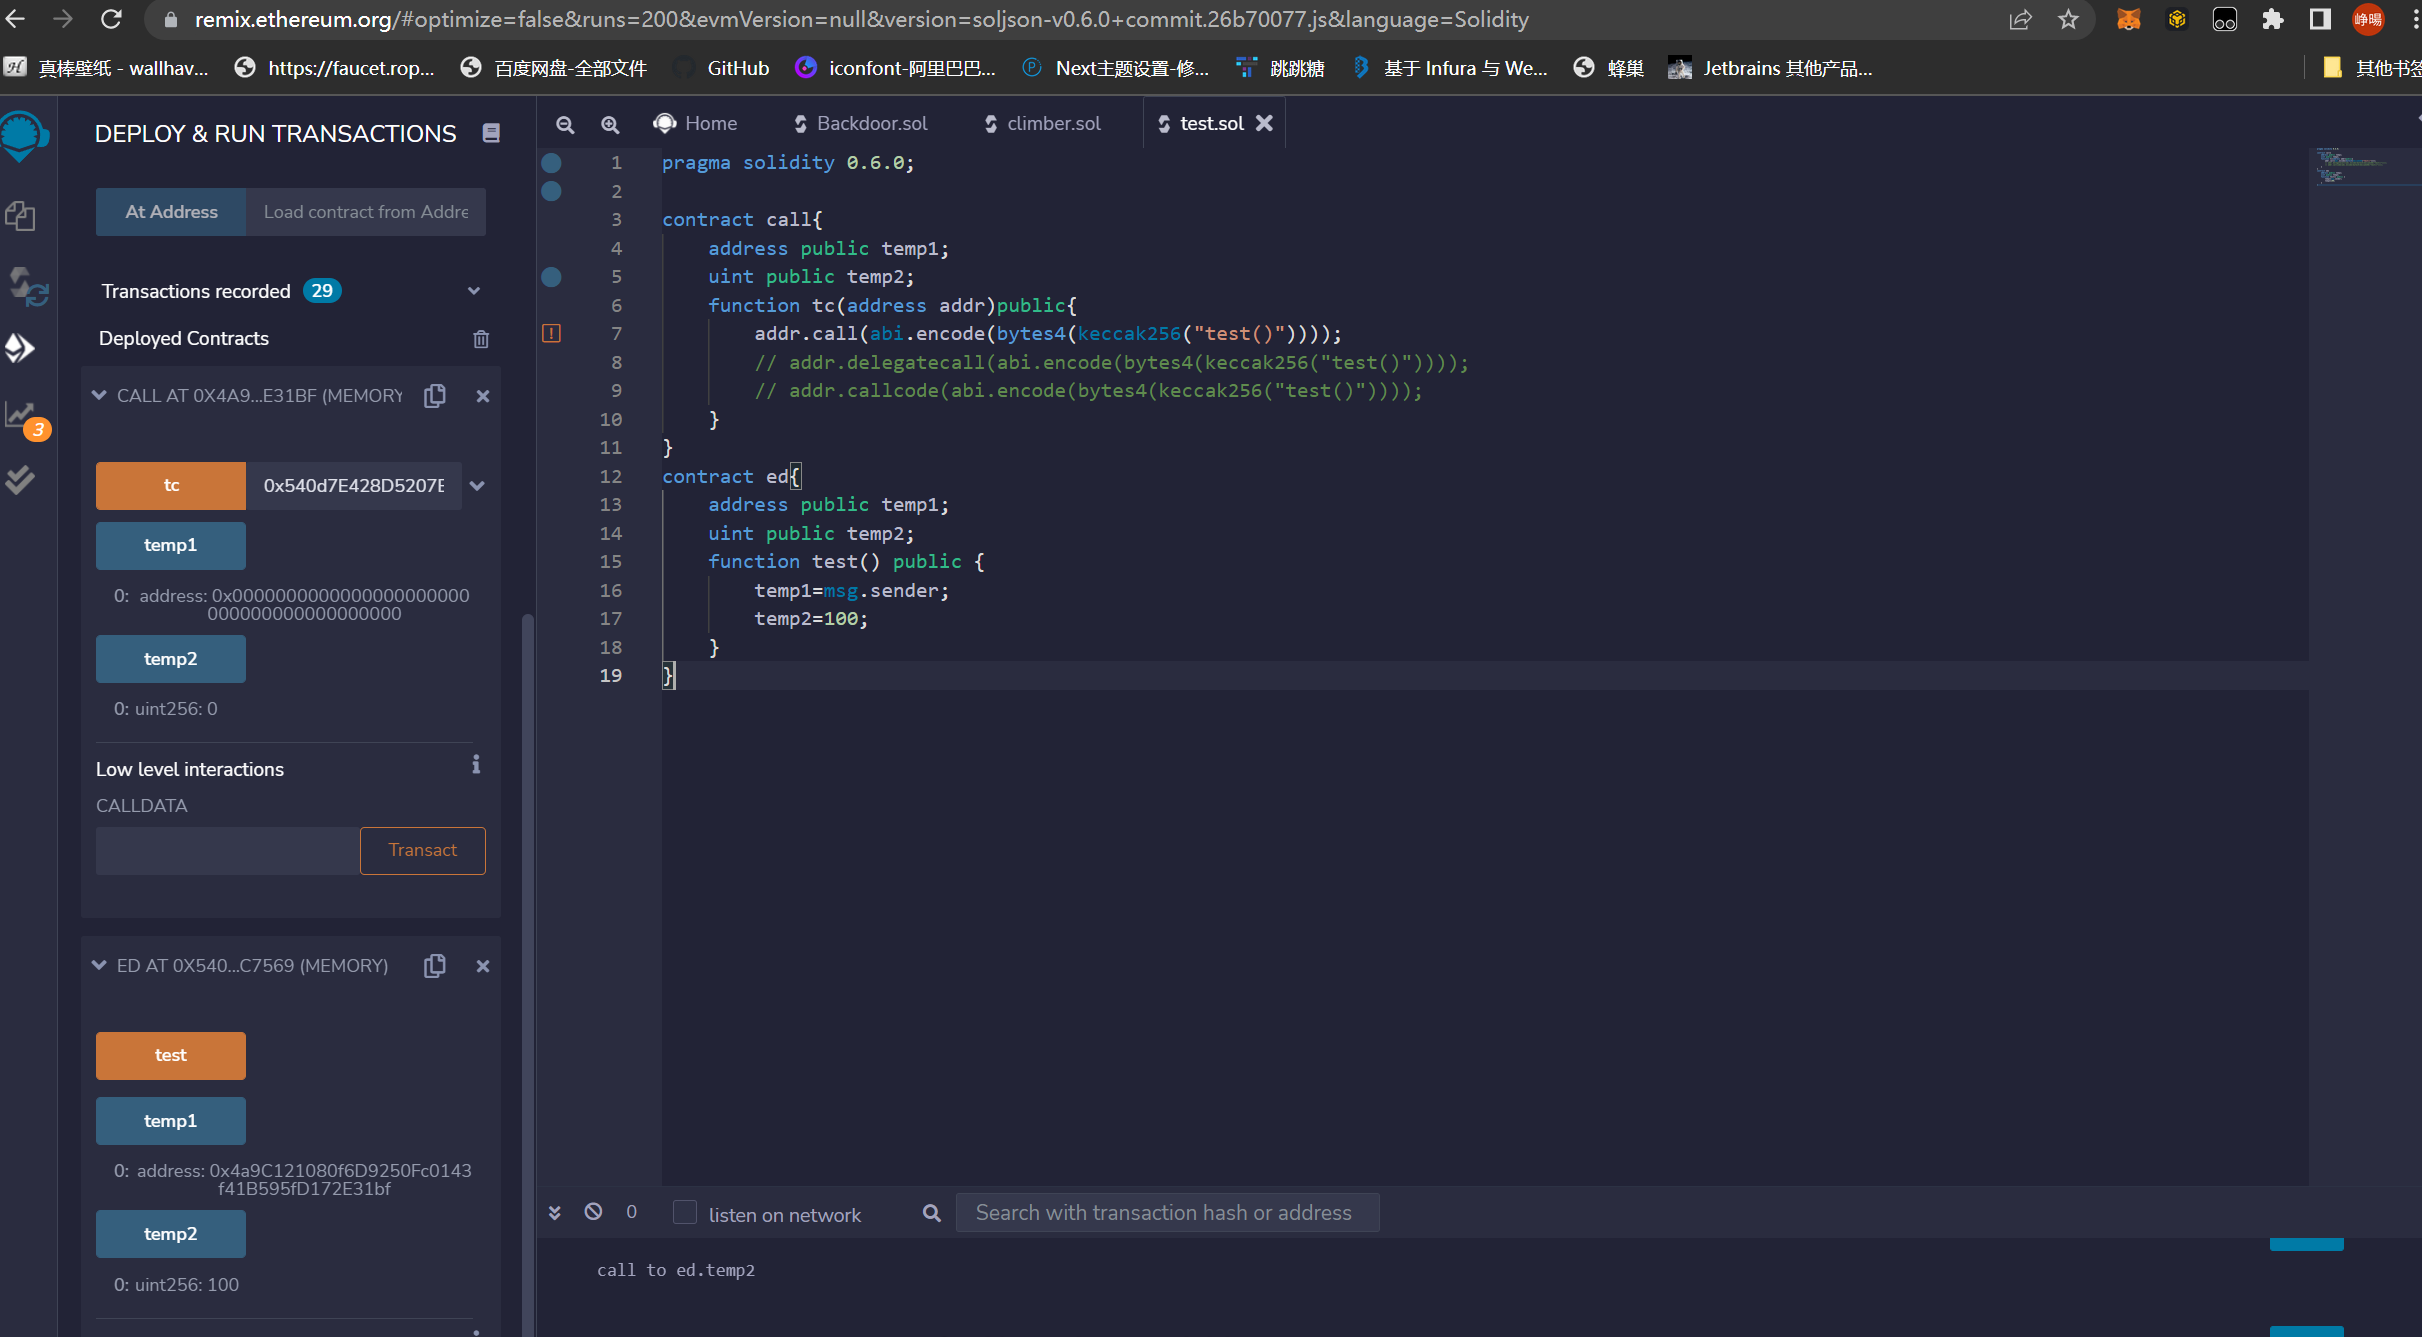 remix.ethereum.org/#optimize=false&runs=200&evmVersion=null&version=soljson-v0.6.0+commit.26b70077.js&language=Solidity
峥暘
真棒壁纸 - wallhav...
https://faucet.rop...
百度网盘-全部文件
GitHub
iconfont-阿里巴巴...
Next主题设置-修...
跳跳糖
基于 Infura 与 We...
蜂巢
Jetbrains 其他产品...
其他书签
DEPLOY & RUN TRANSACTIONS
At Address
Load contract from Addre
Transactions recorded 29
Deployed Contracts
CALL AT 0X4A9...E31BF (MEMORY
3
tc
0x540d7E428D5207E
temp1
0: address: 0x0000000000000000000000
000000000000000000
temp2
0: uint256: 0
Low level interactions
CALLDATA
Transact
ED AT 0X540...C7569 (MEMORY)
test
temp1
0: address: 0x4a9C121080f6D9250Fc0143
f41B595fD172E31bf
temp2
0: uint256: 100
Home
Backdoor.sol
climber.sol
test.sol
1 pragma solidity 0.6.0;
2
3 contract call{
4 address public temp1;
5 uint public temp2;
6 function tc(address addr)public{
7 addr.call(abi.encode(bytes4(keccak256("test()"))));
8 // addr.delegatecall(abi.encode(bytes4(keccak256("test()"))));
9 // addr.callcode(abi.encode(bytes4(keccak256("test()"))));
10 }
11 }
12 contract ed{
13 address public temp1;
14 uint public temp2;
15 function test() public {
16 temp1=msg.sender;
17 temp2=100;
18 }
19 }
0
listen on network
Search with transaction hash or address
call to ed.temp2